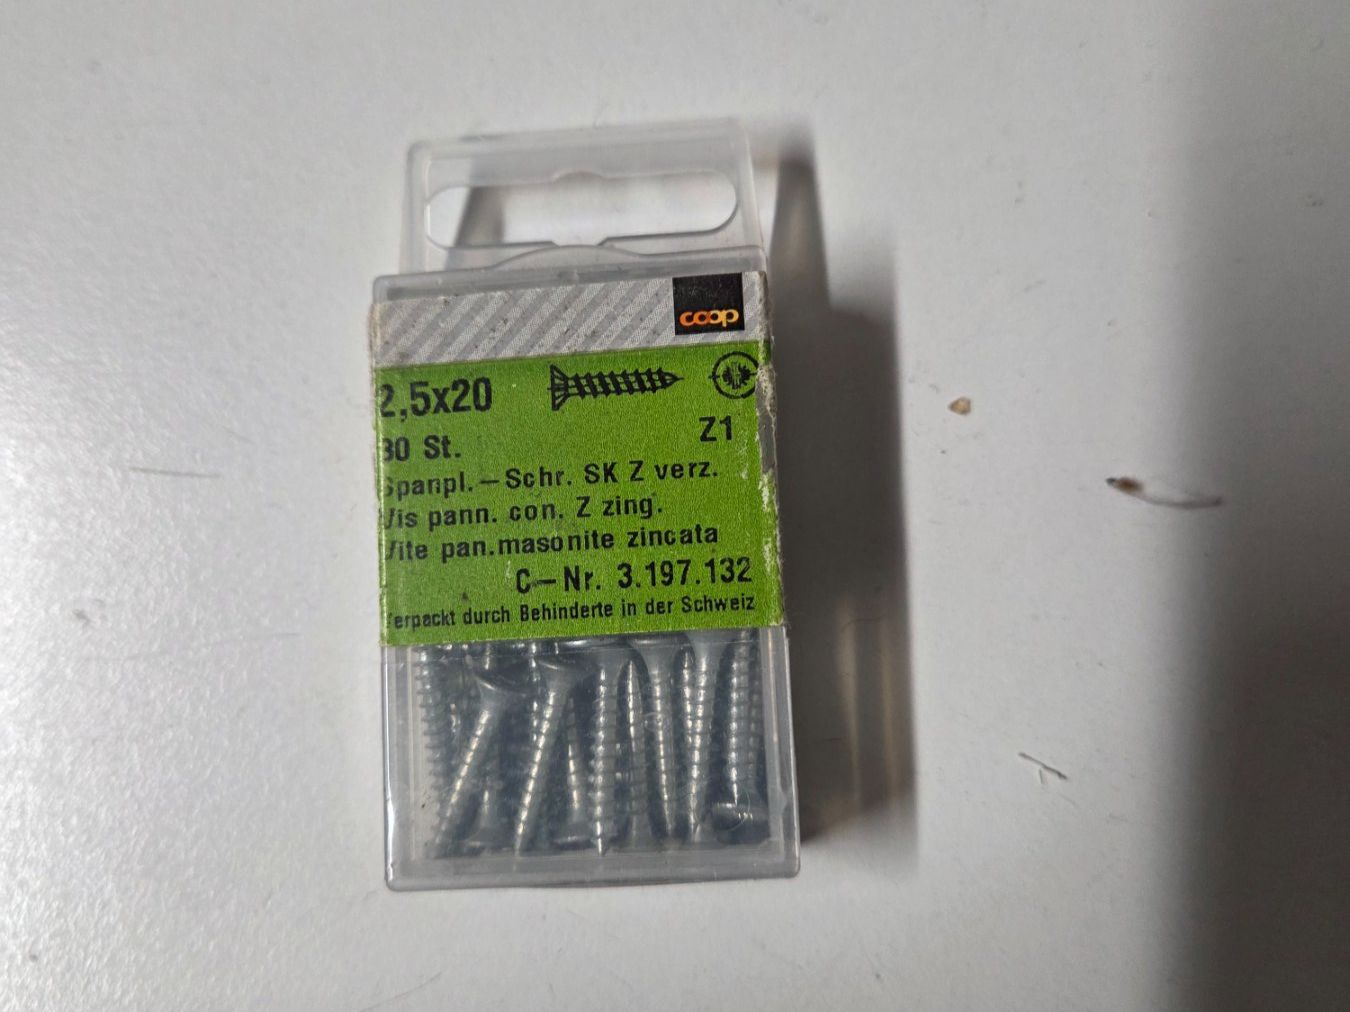 coop
2,5x20
30 St.
Z1
Spanpl.–Schr. SK Z verz.
Vis pann. con. Z zing.
Vite pan.masonite zincata
C–Nr. 3.197.132
Verpackt durch Behinderte in der Schweiz